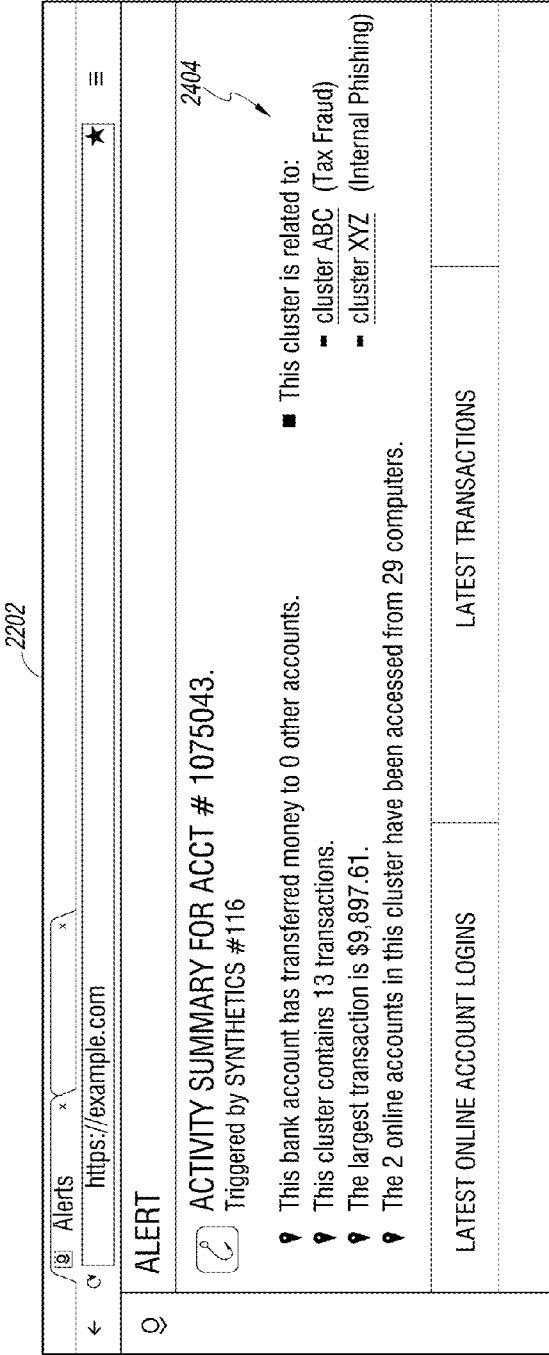 2202
Alerts
https://example.com
ALERT
2404
ACTIVITY SUMMARY FOR ACCT # 1075043.
Triggered by SYNTHETICS #116
This bank account has transferred money to 0 other accounts.
This cluster contains 13 transactions.
The largest transaction is $9,897.61.
The 2 online accounts in this cluster have been accessed from 29 computers.
This cluster is related to:
- cluster ABC (Tax Fraud)
- cluster XYZ (Internal Phishing)
LATEST ONLINE ACCOUNT LOGINS
LATEST TRANSACTIONS